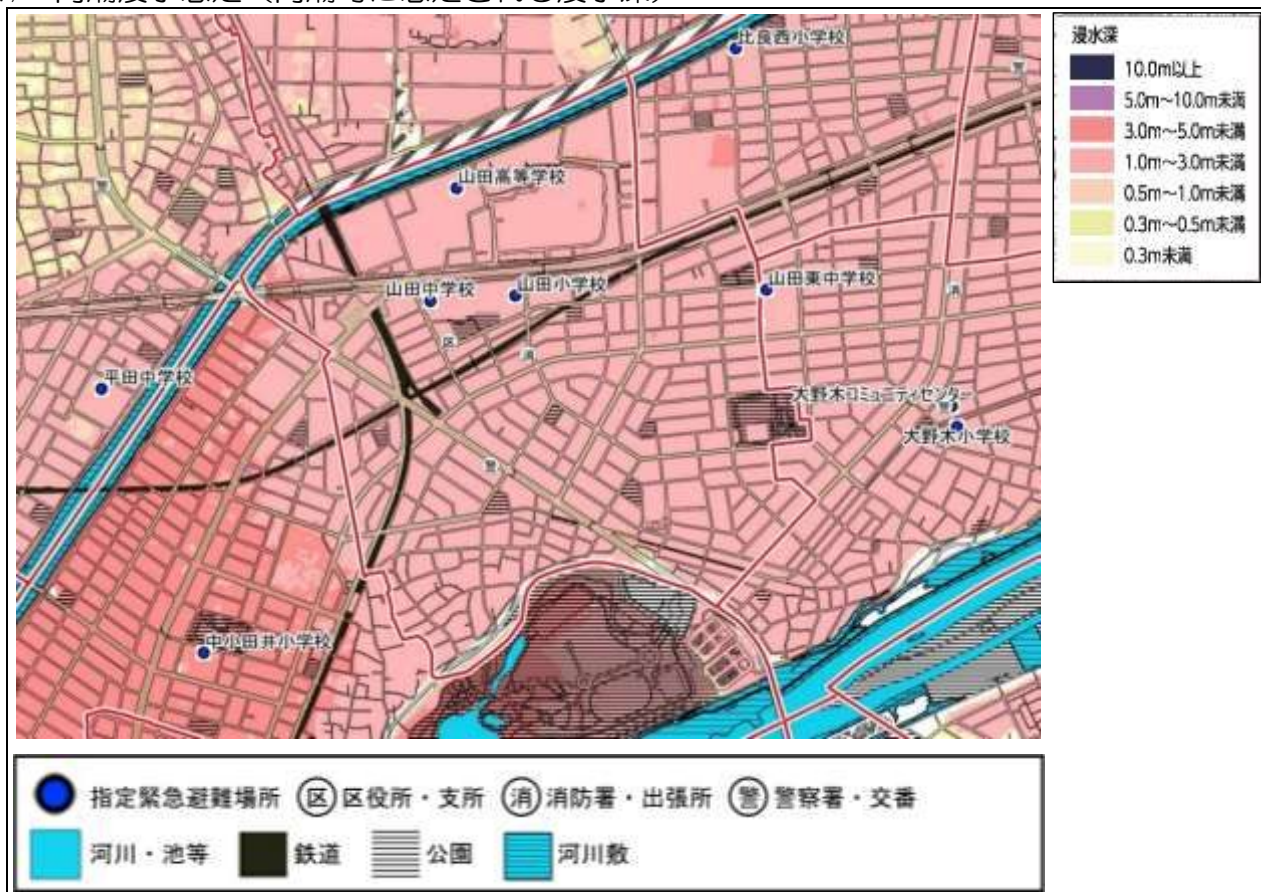 比良西小学校
警
山田高等学校
警
山田中学校
山田小学校
山田東中学校
消
区
消
平田中学校
大野木コミュニティセンター
大野木小学校
警
中小田井小学校
浸水深
10.0m以上
5.0m～10.0m未満
3.0m～5.0m未満
1.0m～3.0m未満
0.5m～1.0m未満
0.3m～0.5m未満
0.3m未満
指定緊急避難場所 区 区役所・支所 消 消防署・出張所 警 警察署・交番
河川・池等 鉄道 公園 河川敷